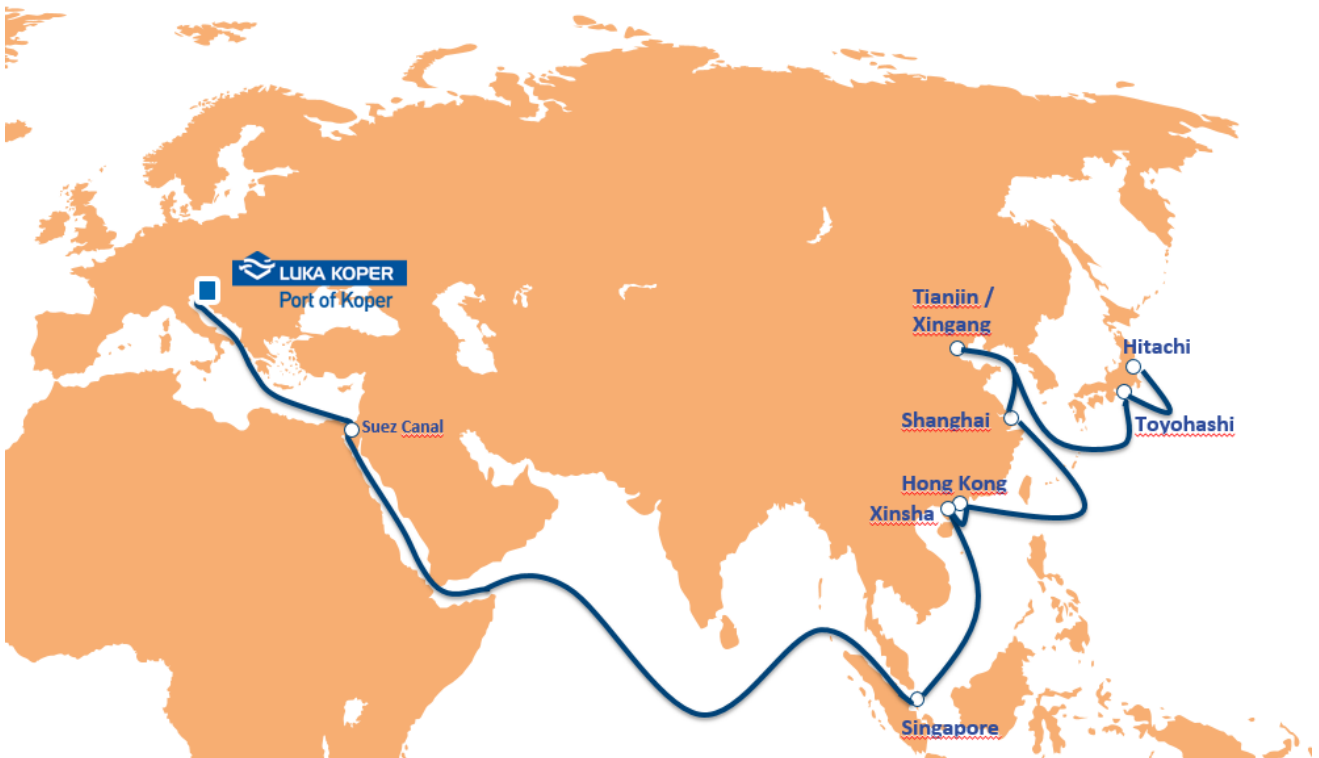 LUKA KOPER
Port of Koper
Tianjin /
Xingang
Hitachi
Suez Canal
Shanghai
Toyohashi
Hong Kong
Xinsha
Singapore